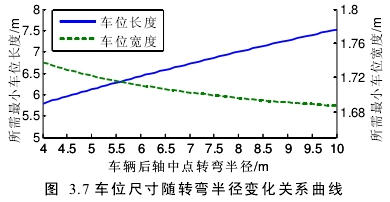 所需最小车位长度/m
8
7.5
7
6.5
6
5.5
5
车位长度
车位宽度
1.8
1.76
1.72
1.68
所需最小车位宽度/m
4 4.5 5 5.5 6 6.5 7 7.5 8 8.5 9 9.5 10
车辆后轴中点转弯半径/m
图 3.7 车位尺寸随转弯半径变化关系曲线